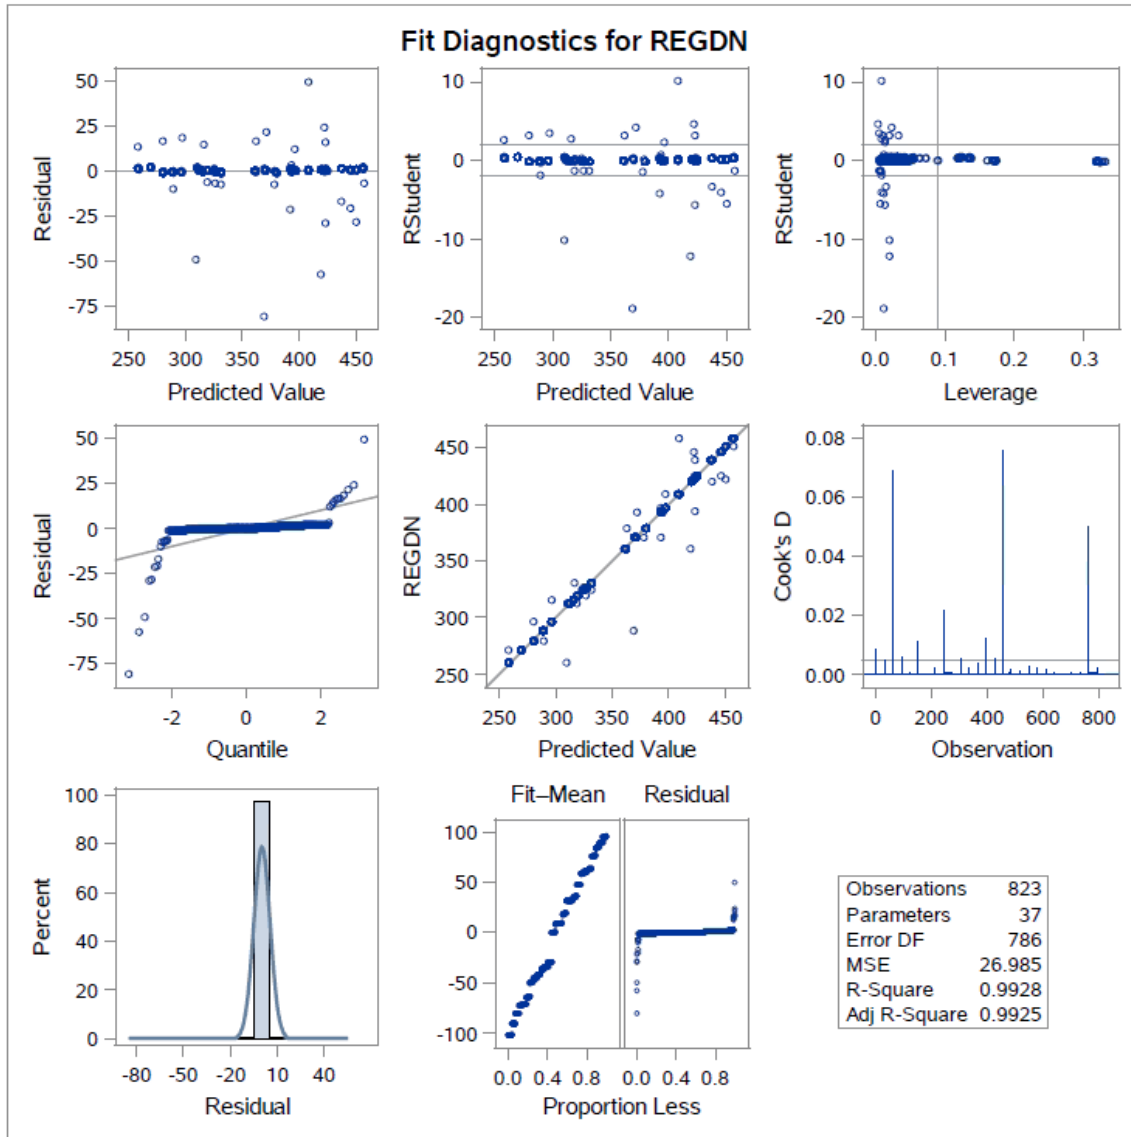 Fit Diagnostics for REGDN
50
25
0
-25
-50
-75
Residual
250 300 350 400 450
Predicted Value
10
0
-10
-20
RStudent
250 300 350 400 450
Predicted Value
10
0
-10
-20
RStudent
0.0 0.1 0.2 0.3
Leverage
50
25
0
-25
-50
-75
Residual
-2 0 2
Quantile
450
400
350
300
250
REGDN
250 300 350 400 450
Predicted Value
0.08
0.06
0.04
0.02
0.00
Cook's D
0 200 400 600 800
Observation
100
80
60
40
20
0
Percent
-80 -50 -20 10 40
Residual
Fit–Mean Residual
100
50
0
-50
-100
0.0 0.4 0.8 0.0 0.4 0.8
Proportion Less
Observations 823
Parameters 37
Error DF 786
MSE 26.985
R-Square 0.9928
Adj R-Square 0.9925